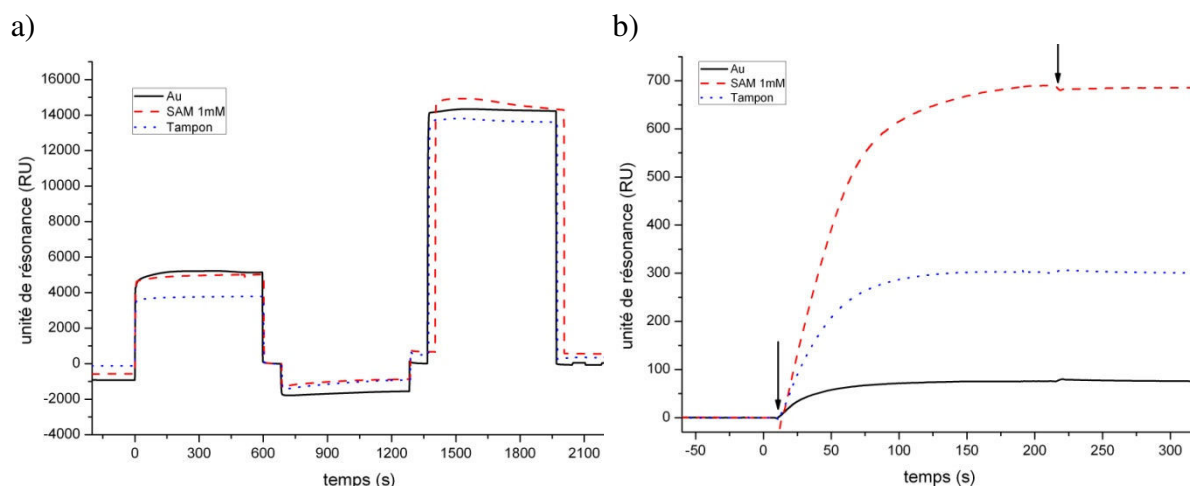 a)
Au
SAM 1mM
Tampon
unité de résonance (RU)
16000
14000
12000
10000
8000
6000
4000
2000
0
-2000
-4000
0 300 600 900 1200 1500 1800 2100
temps (s)
b)
Au
SAM 1mM
Tampon
unité de résonance (RU)
700
600
500
400
300
200
100
0
-50 0 50 100 150 200 250 300
temps (s)